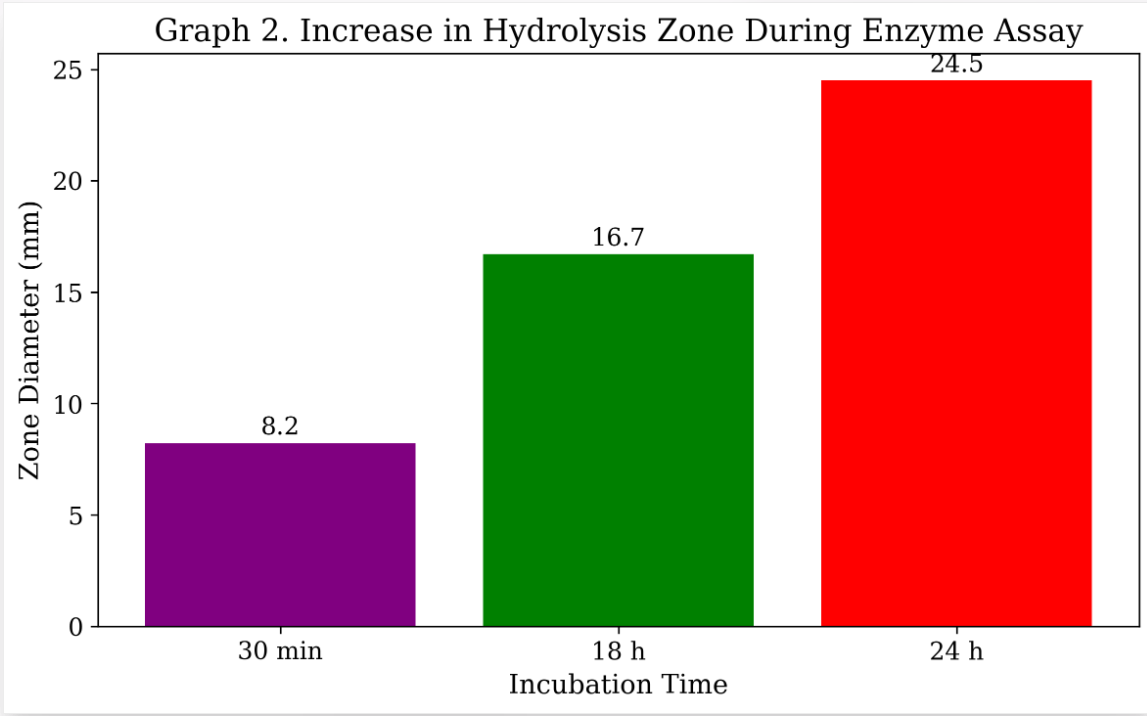 Graph 2. Increase in Hydrolysis Zone During Enzyme Assay
Zone Diameter (mm)
25
20
15
10
5
0
8.2
16.7
24.5
30 min
18 h
24 h
Incubation Time